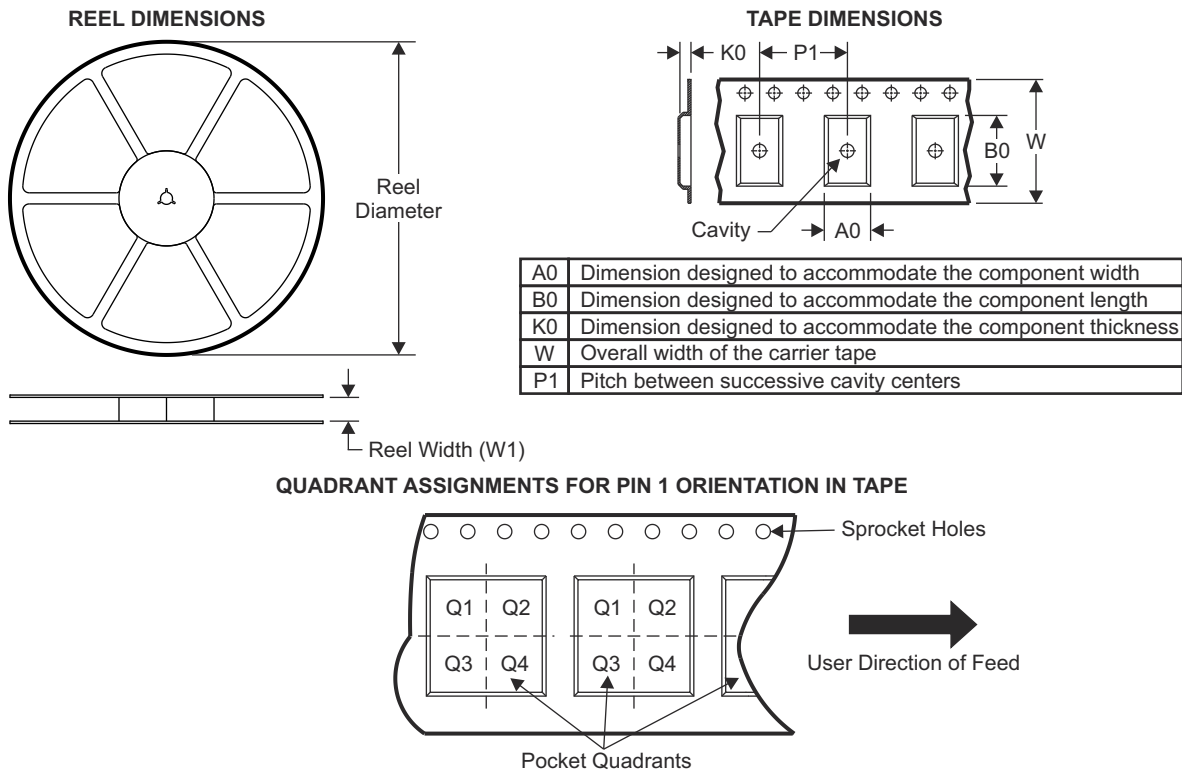 REEL DIMENSIONS
Reel
Diameter
Reel Width (W1)
TAPE DIMENSIONS
K0
P1
B0
W
Cavity
A0
A0 Dimension designed to accommodate the component width
B0 Dimension designed to accommodate the component length
K0 Dimension designed to accommodate the component thickness
W Overall width of the carrier tape
P1 Pitch between successive cavity centers
QUADRANT ASSIGNMENTS FOR PIN 1 ORIENTATION IN TAPE
Sprocket Holes
Q1 Q2 Q1 Q2
Q3 Q4 Q3 Q4
User Direction of Feed
Pocket Quadrants